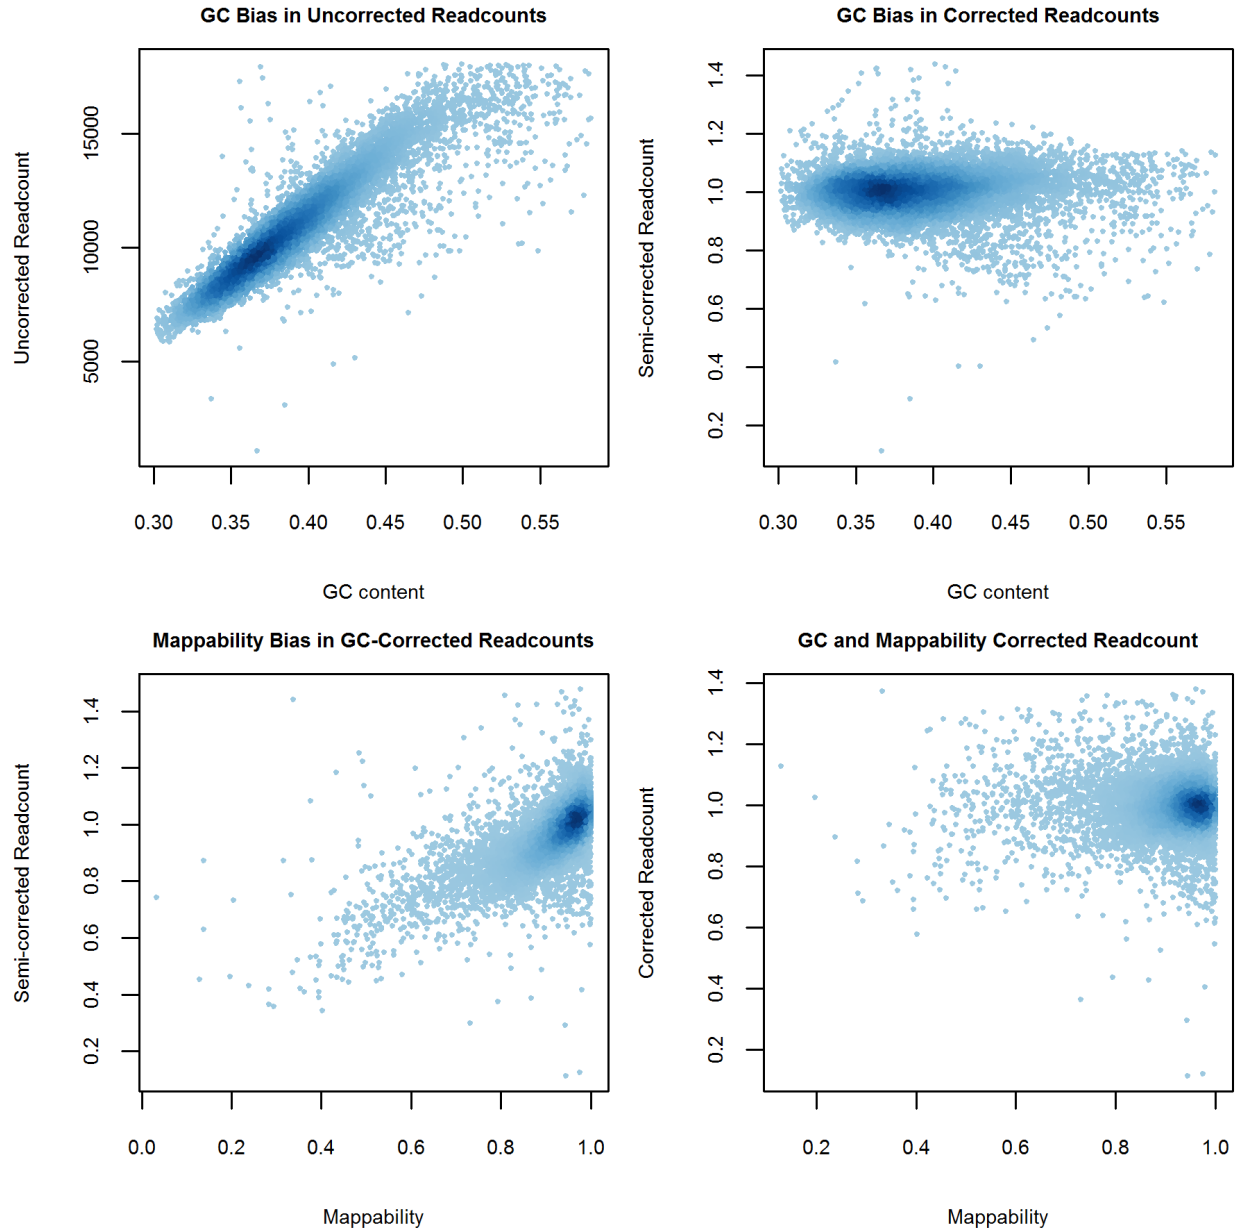 GC Bias in Uncorrected Readcounts
Uncorrected Readcount
15000
10000
5000
0.30 0.35 0.40 0.45 0.50 0.55
GC content
GC Bias in Corrected Readcounts
Semi-corrected Readcount
1.4
1.2
1.0
0.8
0.6
0.4
0.2
0.30 0.35 0.40 0.45 0.50 0.55
GC content
Mappability Bias in GC-Corrected Readcounts
Semi-corrected Readcount
1.4
1.2
1.0
0.8
0.6
0.4
0.2
0.0 0.2 0.4 0.6 0.8 1.0
Mappability
GC and Mappability Corrected Readcount
Corrected Readcount
1.4
1.2
1.0
0.8
0.6
0.4
0.2
0.2 0.4 0.6 0.8 1.0
Mappability